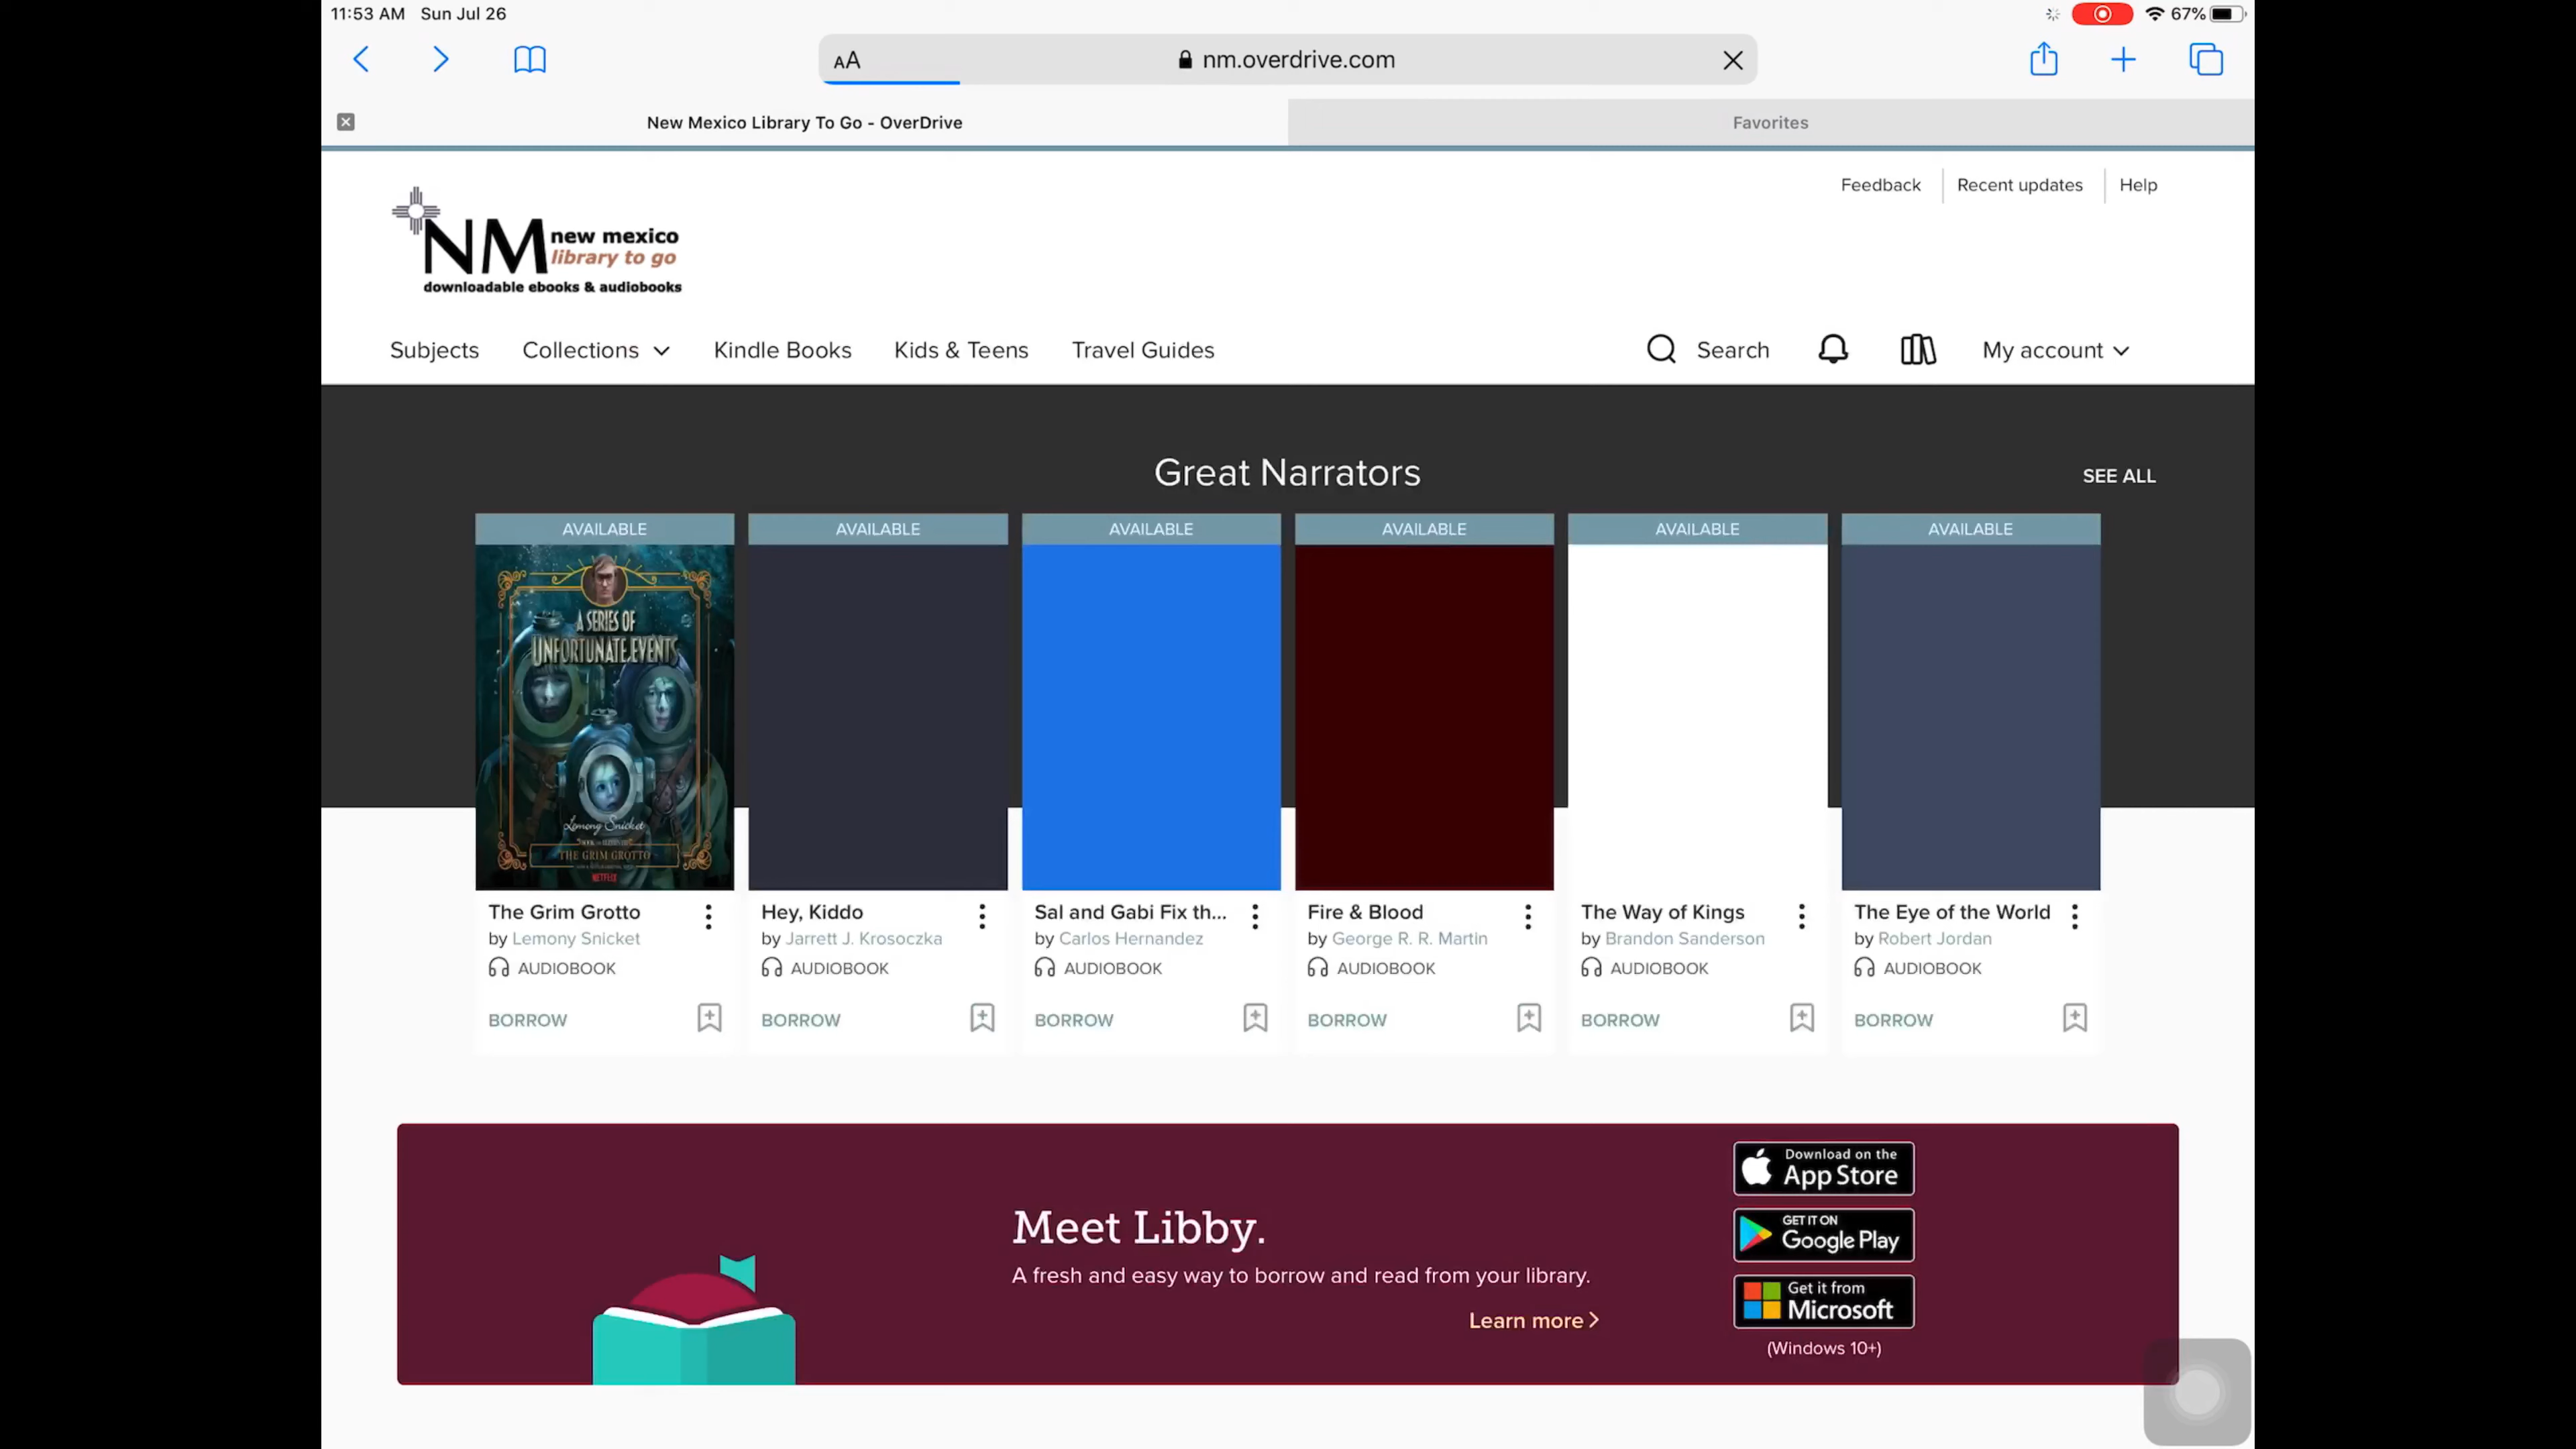 11:53 AM Sun Jul 26
67%
AA nm.overdrive.com
New Mexico Library To Go - OverDrive
Favorites
Feedback
Recent updates
Help
NM new mexico
library to go
downloadable ebooks & audiobooks
Subjects
Collections
Kindle Books
Kids & Teens
Travel Guides
Search
My account
Great Narrators
SEE ALL
AVAILABLE
AVAILABLE
AVAILABLE
AVAILABLE
AVAILABLE
AVAILABLE
A SERIES OF
UNFORTUNATE EVENTS
Lemony Snicket
THE GRIM GROTTO
NETFLIX
The Grim Grotto
by Lemony Snicket
AUDIOBOOK
BORROW
Hey, Kiddo
by Jarrett J. Krosoczka
AUDIOBOOK
BORROW
Sal and Gabi Fix th...
by Carlos Hernandez
AUDIOBOOK
BORROW
Fire & Blood
by George R. R. Martin
AUDIOBOOK
BORROW
The Way of Kings
by Brandon Sanderson
AUDIOBOOK
BORROW
The Eye of the World
by Robert Jordan
AUDIOBOOK
BORROW
Meet Libby.
A fresh and easy way to borrow and read from your library.
Learn more
Download on the
App Store
GET IT ON
Google Play
Get it from
Microsoft
(Windows 10+)